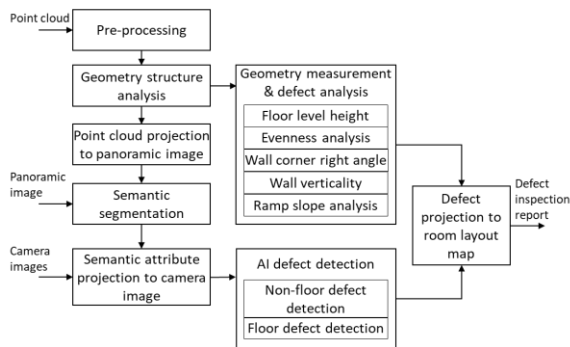 Point cloud
Pre-processing
Geometry structure
analysis
Point cloud projection
to panoramic image
Panoramic
image
Semantic
segmentation
Camera
images
Semantic attribute
projection to camera
image
Geometry measurement
& defect analysis
Floor level height
Evenness analysis
Wall corner right angle
Wall verticality
Ramp slope analysis
AI defect detection
Non-floor defect
detection
Floor defect detection
Defect
projection to
room layout
map
Defect
inspection
report